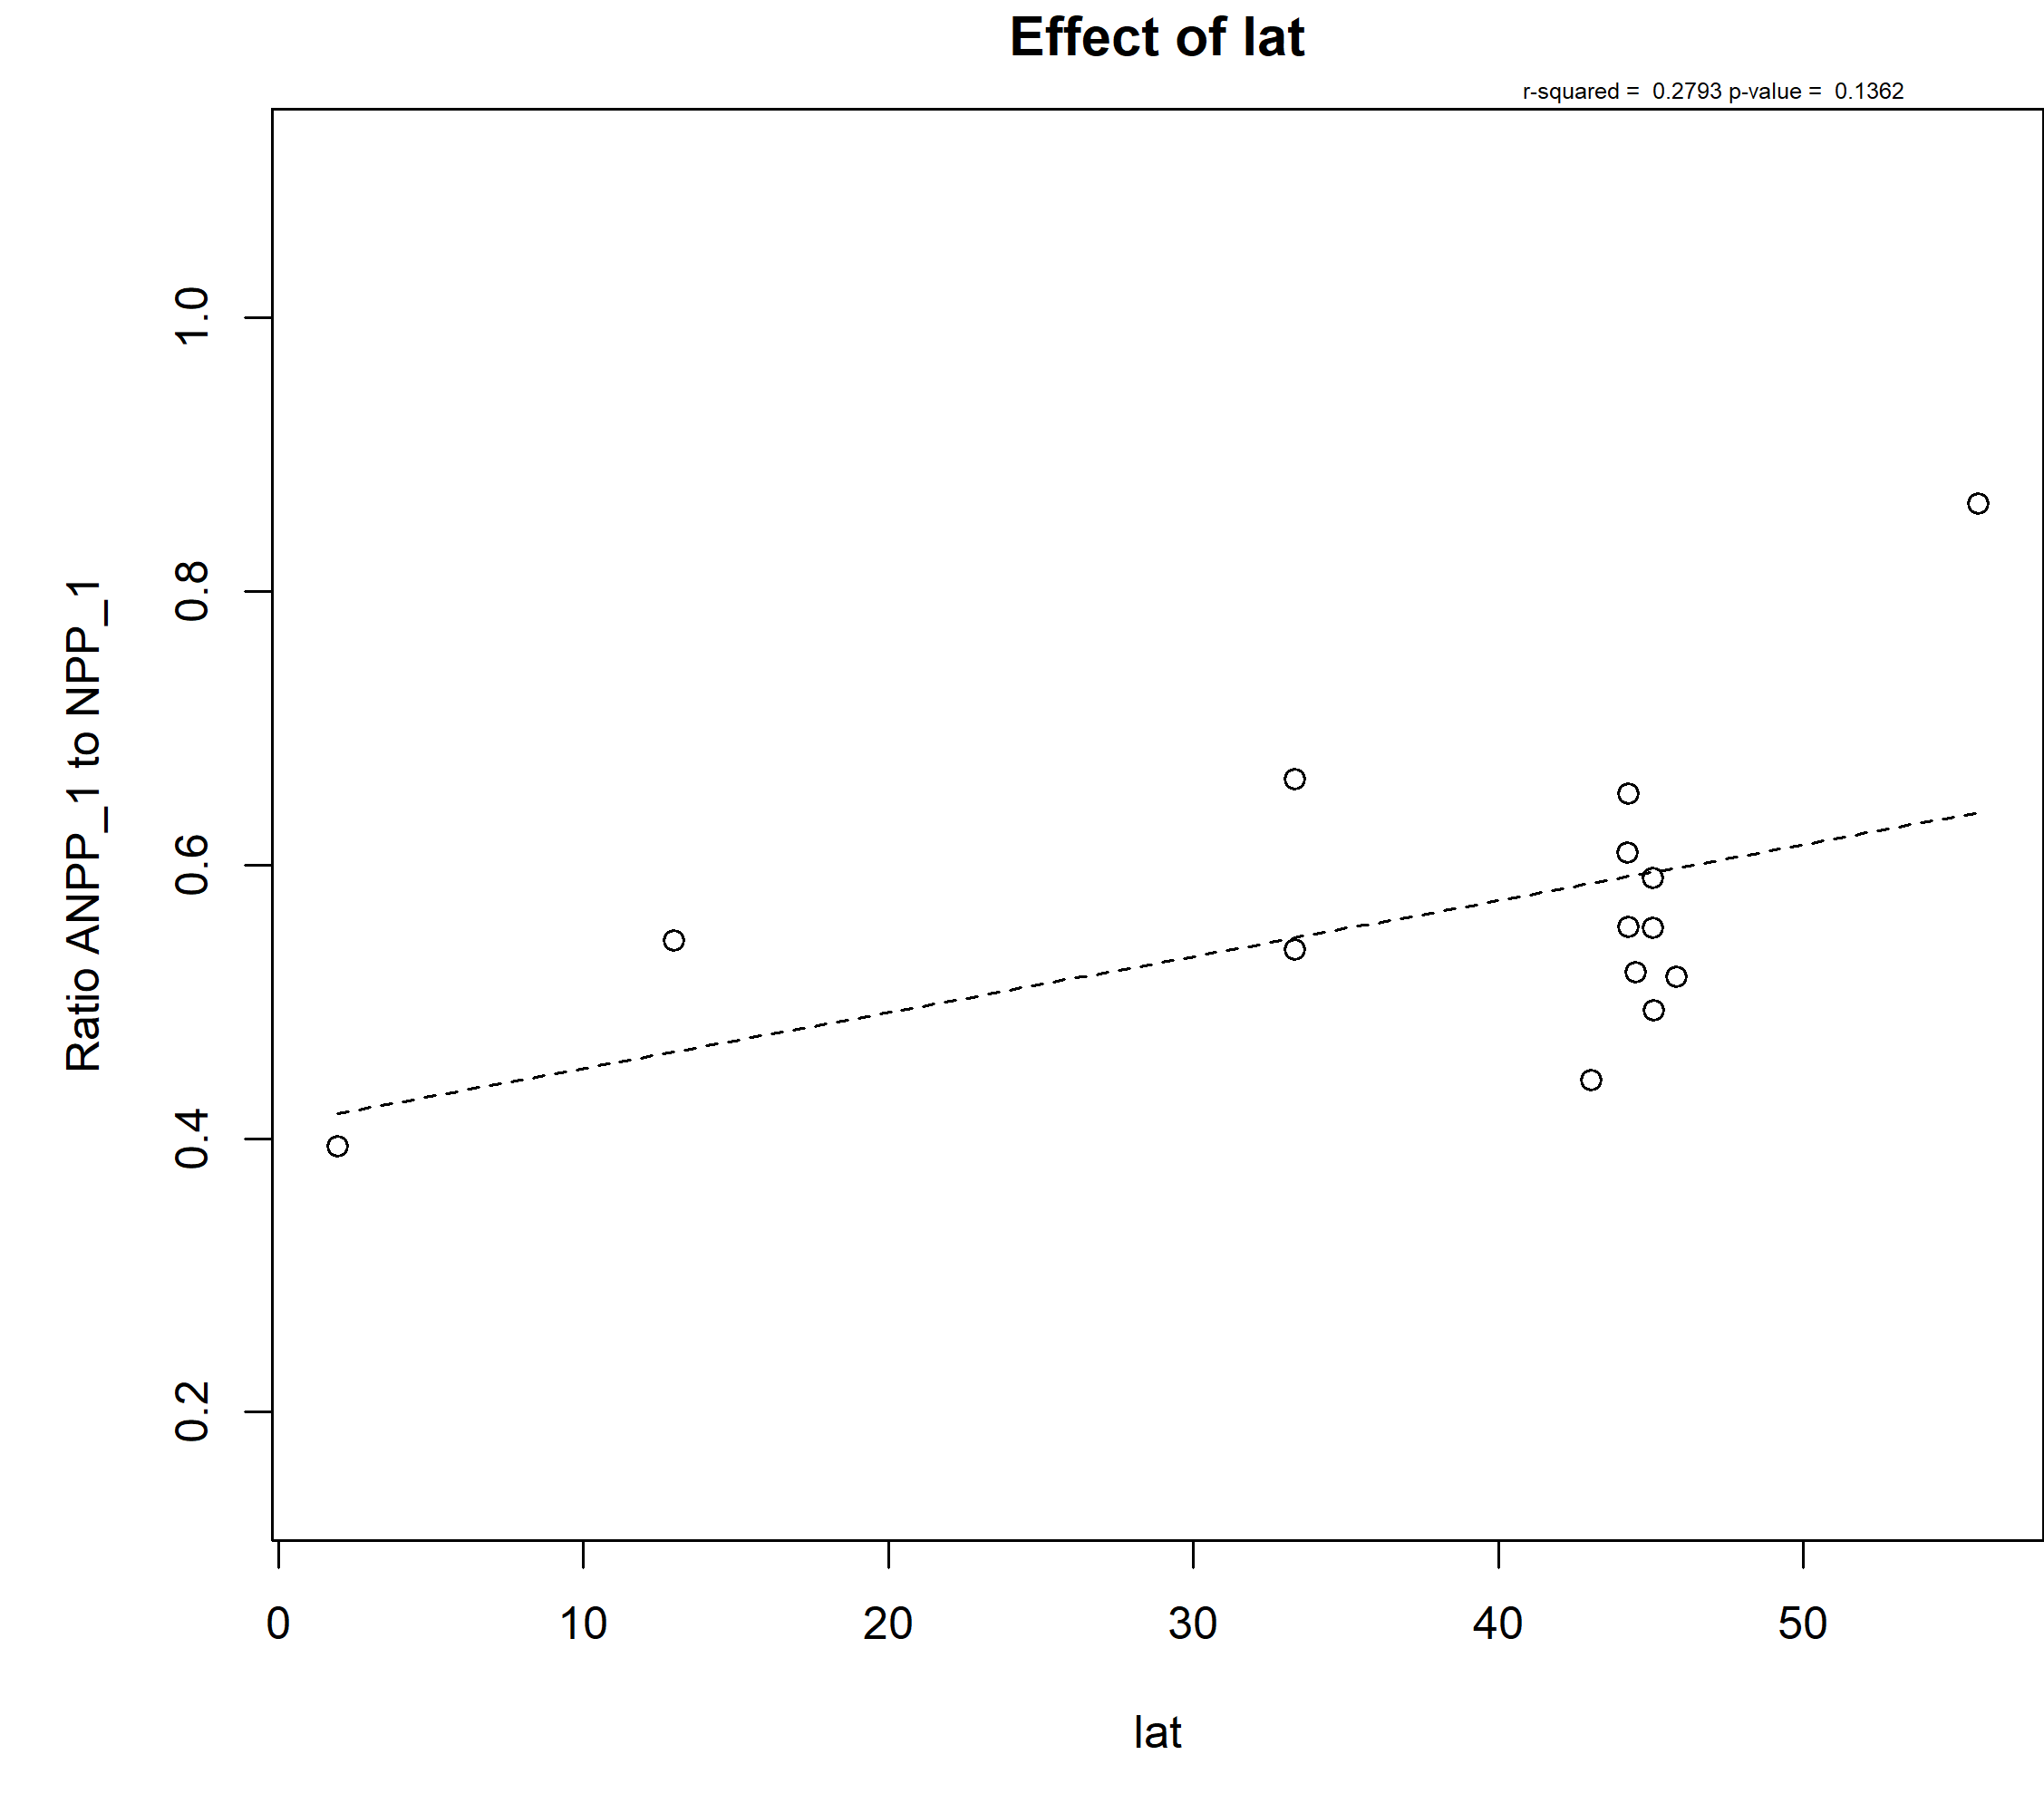 Effect of lat
r-squared =  0.2793 p-value =  0.1362
Ratio ANPP_1 to NPP_1
1.0
0.8
0.6
0.4
0.2
0 10 20 30 40 50
lat